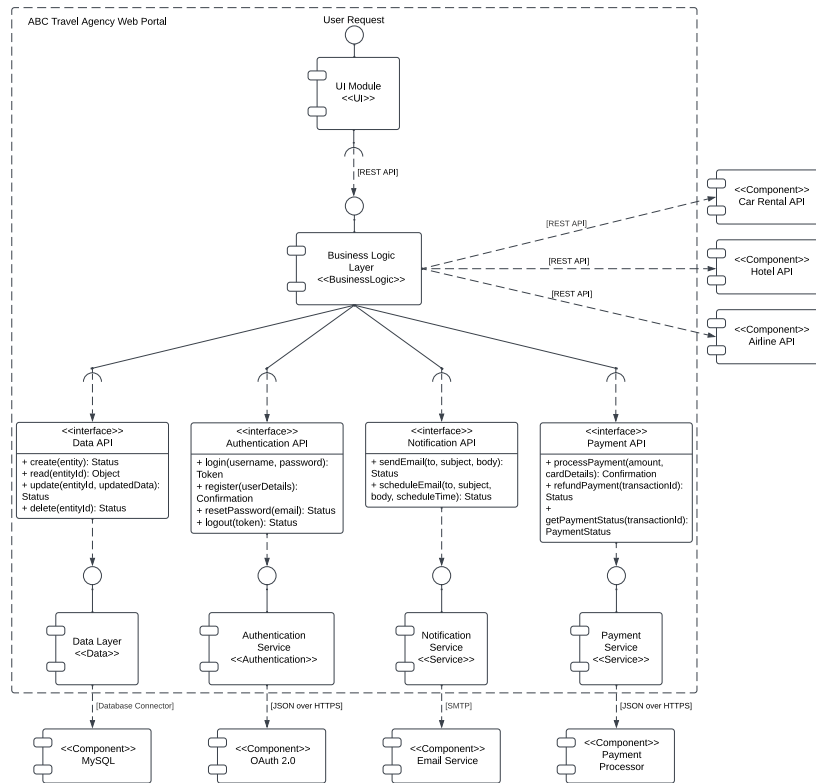 ABC Travel Agency Web Portal
User Request
UI Module
<<UI>>
[REST API]
<<Component>>
Car Rental API
[REST API]
Business Logic
Layer
<<BusinessLogic>>
[REST API]
<<Component>>
Hotel API
[REST API]
<<Component>>
Airline API
<<interface>>
Data API
+ create(entity): Status
+ read(entityId): Object
+ update(entityId, updatedData):
Status
+ delete(entityId): Status
<<interface>>
Authentication API
+ login(username, password):
Token
+ register(userDetails):
Confirmation
+ resetPassword(email): Status
+ logout(token): Status
<<interface>>
Notification API
+ sendEmail(to, subject, body):
Status
+ scheduleEmail(to, subject,
body, scheduleTime): Status
<<interface>>
Payment API
+ processPayment(amount,
cardDetails): Confirmation
+ refundPayment(transactionId):
Status
+
getPaymentStatus(transactionId):
PaymentStatus
Data Layer
<<Data>>
Authentication
Service
<<Authentication>>
Notification
Service
<<Service>>
Payment
Service
<<Service>>
[Database Connector]
[JSON over HTTPS]
[SMTP]
[JSON over HTTPS]
<<Component>>
MySQL
<<Component>>
OAuth 2.0
<<Component>>
Email Service
<<Component>>
Payment
Processor